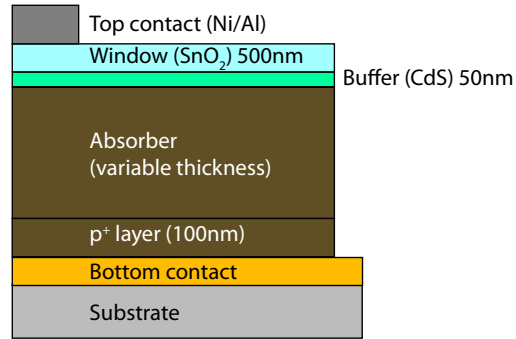 Top contact (Ni/Al)
Window (SnO₂) 500nm
Buffer (CdS) 50nm
Absorber
(variable thickness)
p⁺ layer (100nm)
Bottom contact
Substrate